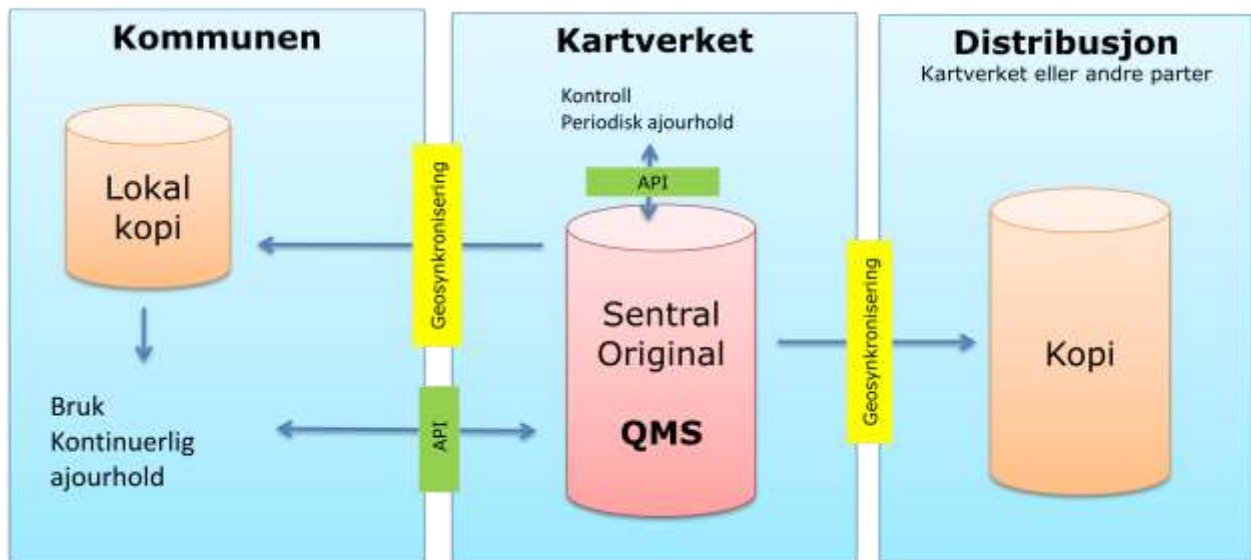 Kommunen
Lokal
kopi
Bruk
Kontinuerlig
ajourhold
Geosynkronisering
API
Kartverket
Kontroll
Periodisk ajourhold
API
Sentral
Original
QMS
Geosynkronisering
Distribusjon
Kartverket eller andre parter
Kopi